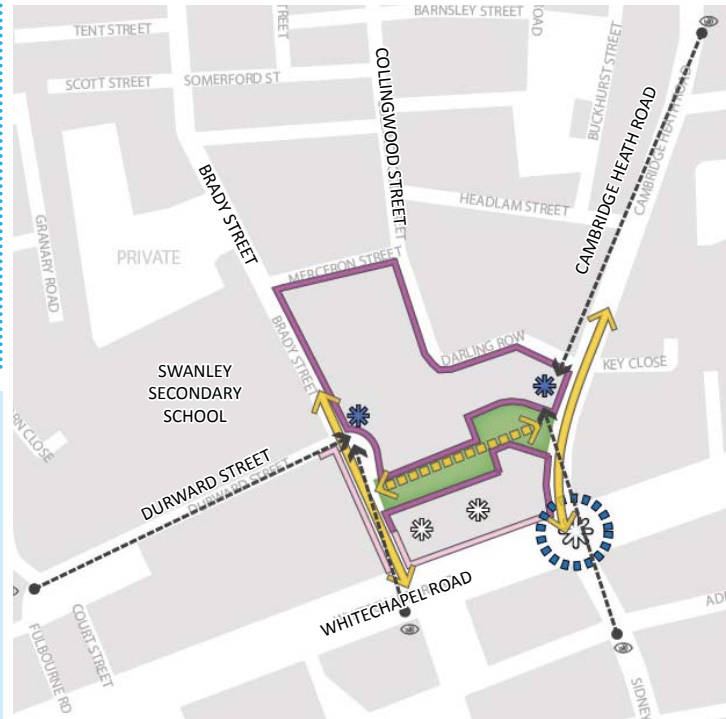 BARNSLEY STREET
TENT STREET
SCOTT STREET
SOMERFORD ST
COLLINGWOOD STREET
BUCKHURST STREET
CAMBRIDGE HEATH ROAD
CAMBRIDGE HEATH ROAD
BRADY STREET
HEADLAM STREET
GRANARY ROAD
PRIVATE
MERCERON STREET
BRADY STREET
DARLING ROW
KEY CLOSE
SWANLEY
SECONDARY
SCHOOL
DURWARD STREET
WHITECHAPEL ROAD
COURT STREET
FULBOURNE RD
SIDNEY